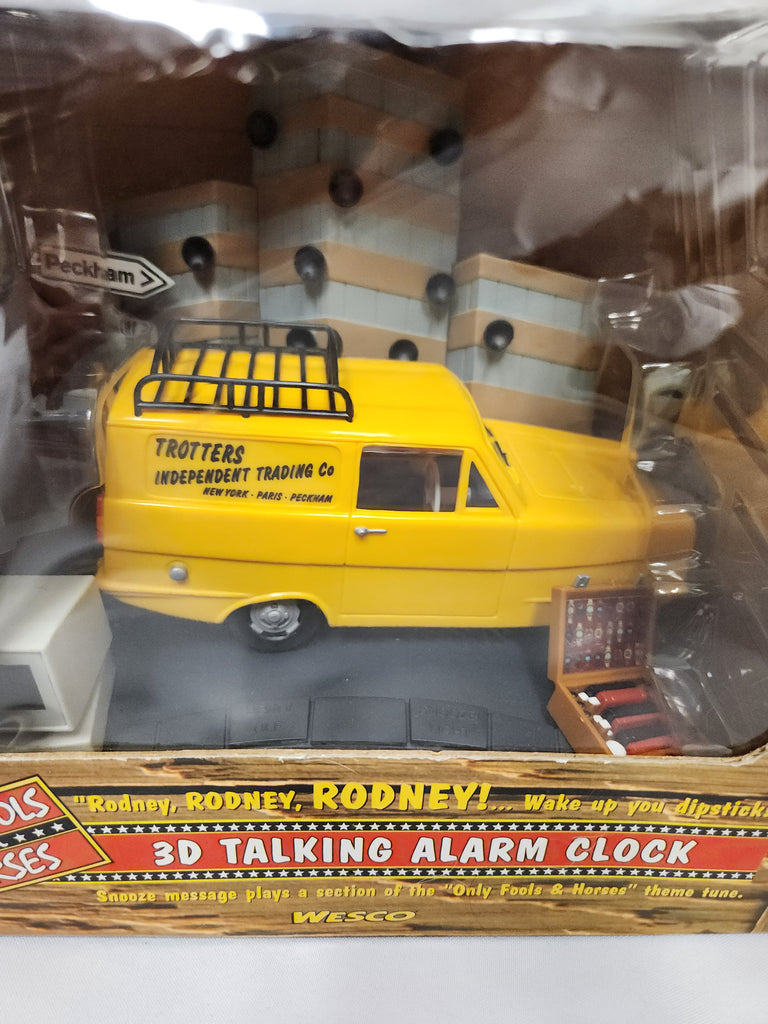 Peckham
TROTTERS
INDEPENDENT TRADING Co
NEW YORK - PARIS - PECKHAM
"Rodney, RODNEY, RODNEY!... Wake up you dipstick
OLS
RSES
3D TALKING ALARM CLOCK
Snooze message plays a section of the "Only Fools & Horses" theme tune.
WESCO